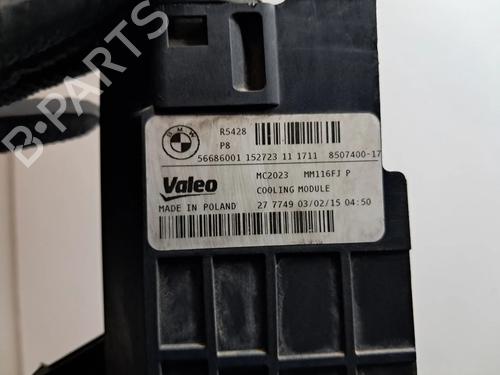 B-PARTS
BMW
R5428
P8
56686001 152723 11 1711 8507400-17
Valeo
MC2023 MM116FJ P
COOLING MODULE
MADE IN POLAND
27 7749 03/02/15 04:50